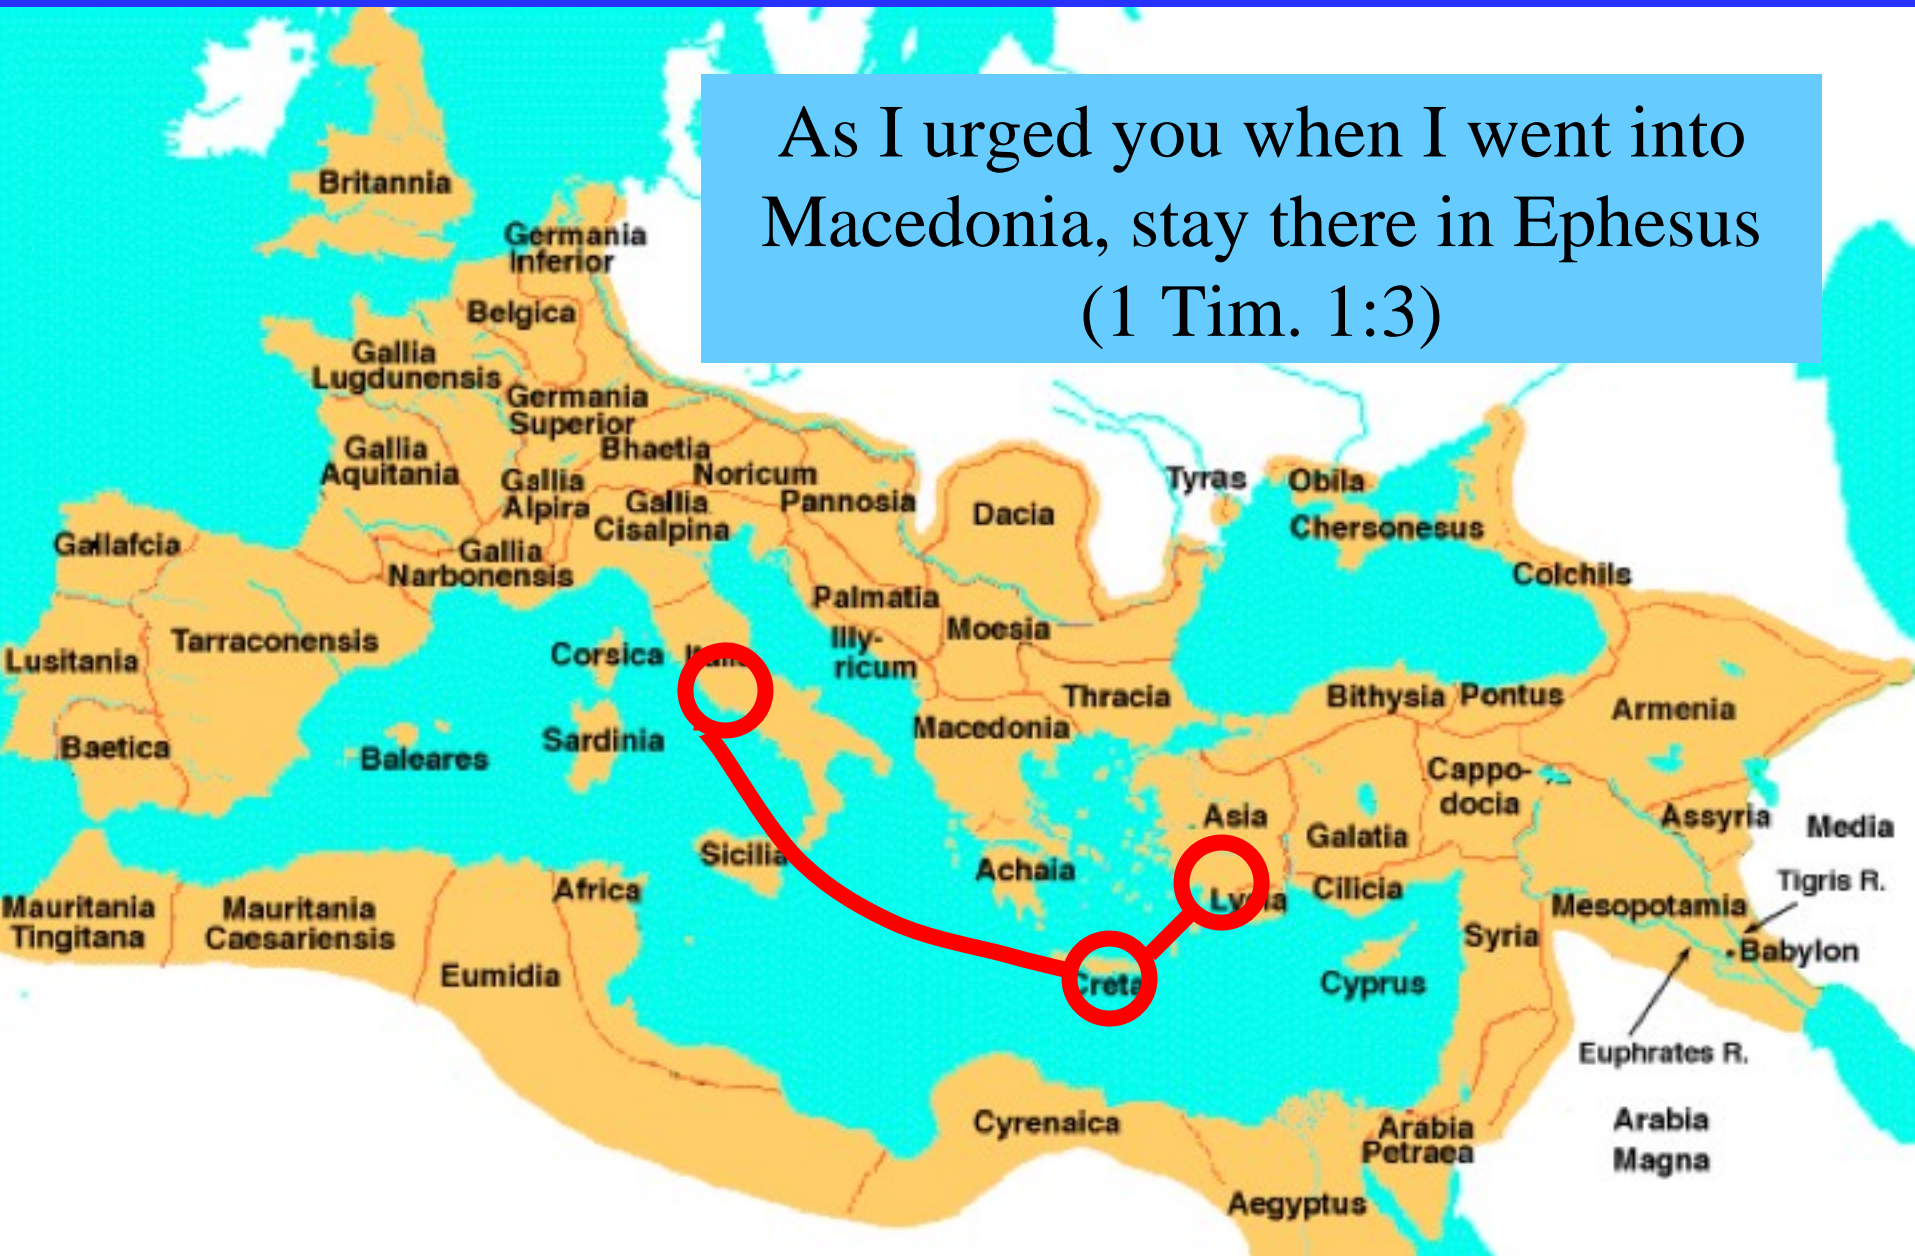 As I urged you when I went into
Macedonia, stay there in Ephesus
(1 Tim. 1:3)
Britannia
Germania
Inferior
Belgica
Gallia
Lugdunensis
Germania
Superior
Bhaetia
Gallia
Aquitania
Noricum
Gallia
Alpira
Gallia
Cisalpina
Pannosia
Dacia
Tyras
Obila
Chersonesus
Gallafcia
Gallia
Narbonensis
Colchils
Palmatia
Moesia
Illy-
ricum
Lusitania
Tarraconensis
Corsica
Thracia
Bithysia
Pontus
Armenia
Macedonia
Baetica
Baleares
Sardinia
Cappo-
docia
Asia
Galatia
Assyria
Media
Sicilia
Achaia
Tigris R.
Africa
Lycia
Cilicia
Mesopotamia
Mauritania
Tingitana
Mauritania
Caesariensis
Syria
Babylon
Eumidia
Creta
Cyprus
Euphrates R.
Cyrenaica
Arabia
Petraea
Arabia
Magna
Aegyptus